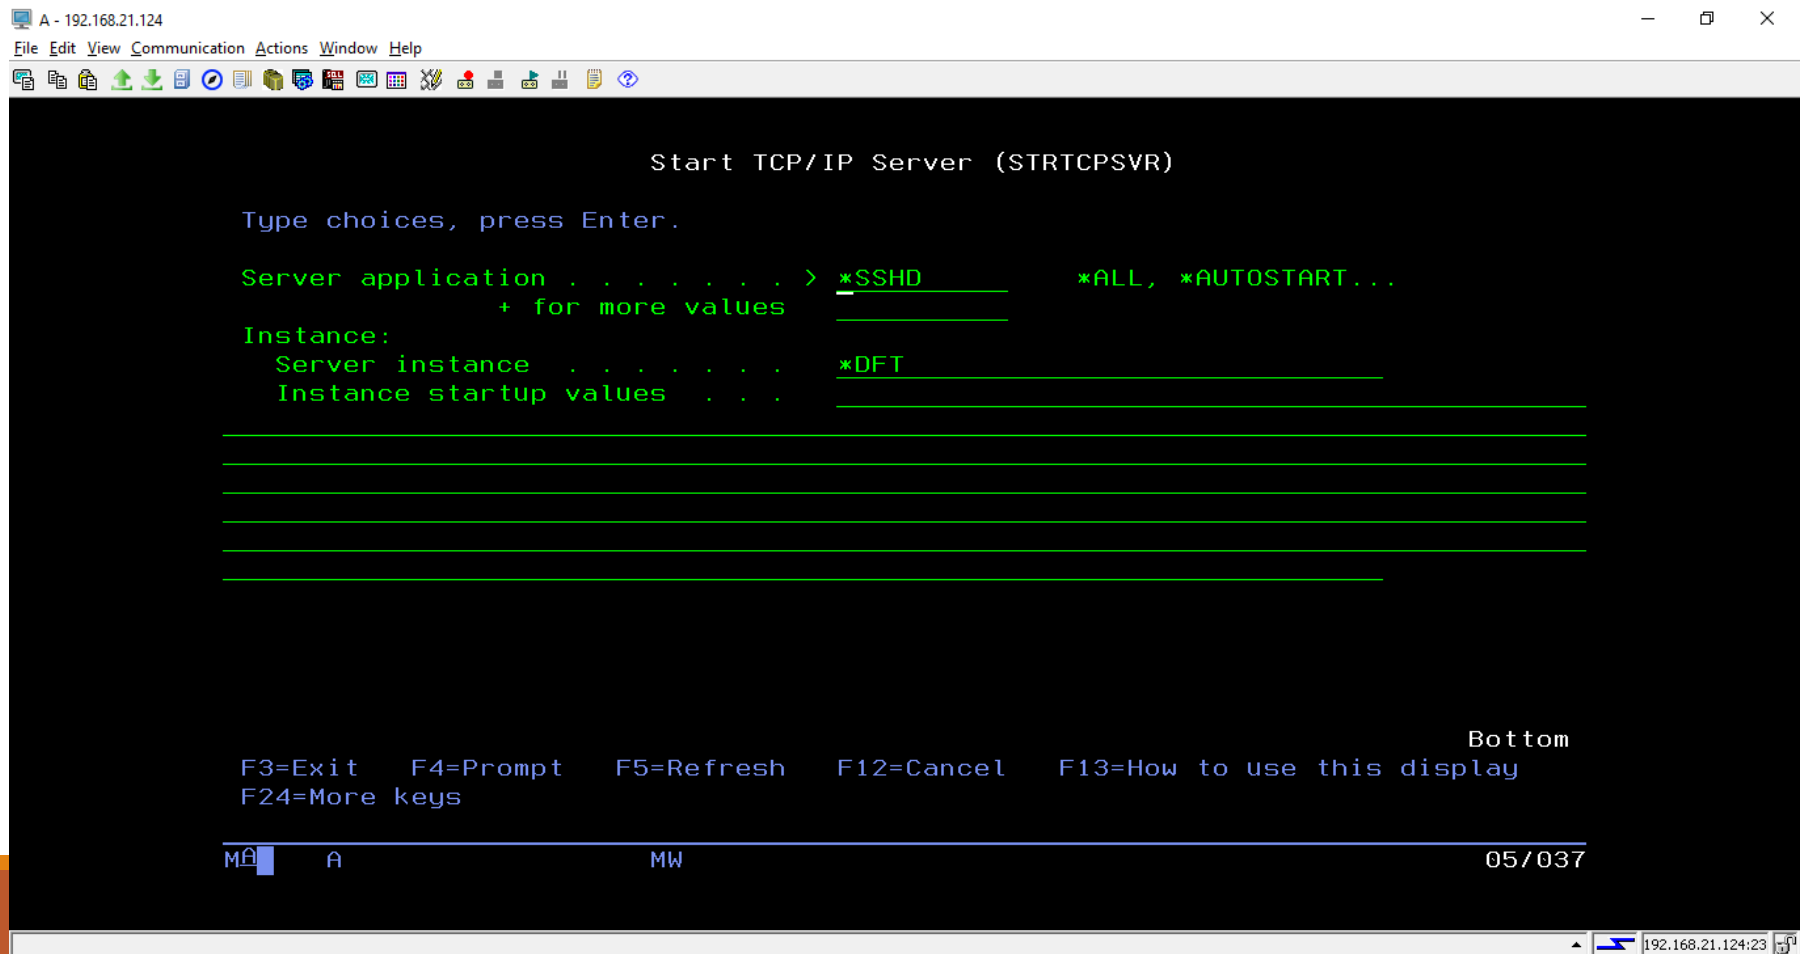 A - 192.168.21.124
File Edit View Communication Actions Window Help
Start TCP/IP Server (STRTCPSVR)
Type choices, press Enter.
Server application . . . . . . . > *SSHD *ALL, *AUTOSTART...
+ for more values
Instance:
Server instance . . . . . . . *DFT
Instance startup values . . .
Bottom
F3=Exit F4=Prompt F5=Refresh F12=Cancel F13=How to use this display
F24=More keys
MA A MW 05/037
192.168.21.124:23